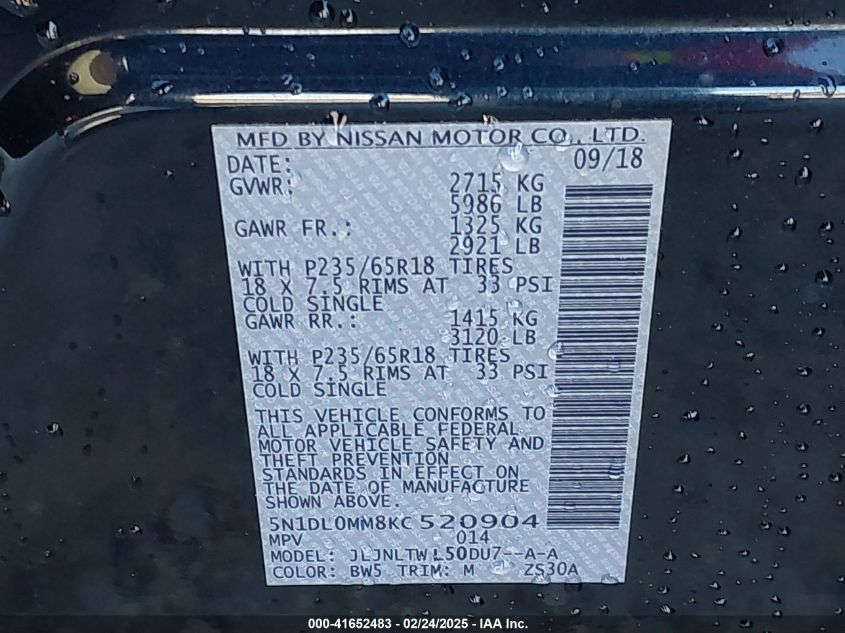 MFD BY NISSAN MOTOR CO., LTD.
DATE: 09/18
GVWR: 2715 KG
5986 LB
GAWR FR.: 1325 KG
2921 LB
WITH P235/65R18 TIRES
18 X 7.5 RIMS AT 33 PSI
COLD SINGLE
GAWR RR.: 1415 KG
3120 LB
WITH P235/65R18 TIRES
18 X 7.5 RIMS AT 33 PSI
COLD SINGLE
THIS VEHICLE CONFORMS TO
ALL APPLICABLE FEDERAL
MOTOR VEHICLE SAFETY AND
THEFT PREVENTION
STANDARDS IN EFFECT ON
THE DATE OF MANUFACTURE
SHOWN ABOVE.
5N1DL0MM8KC520904
MPV 014
MODEL: JLJNLTWL50DU7--A-A
COLOR: BW5 TRIM: M ZS30A
000-41652483 - 02/24/2025 - IAA Inc.